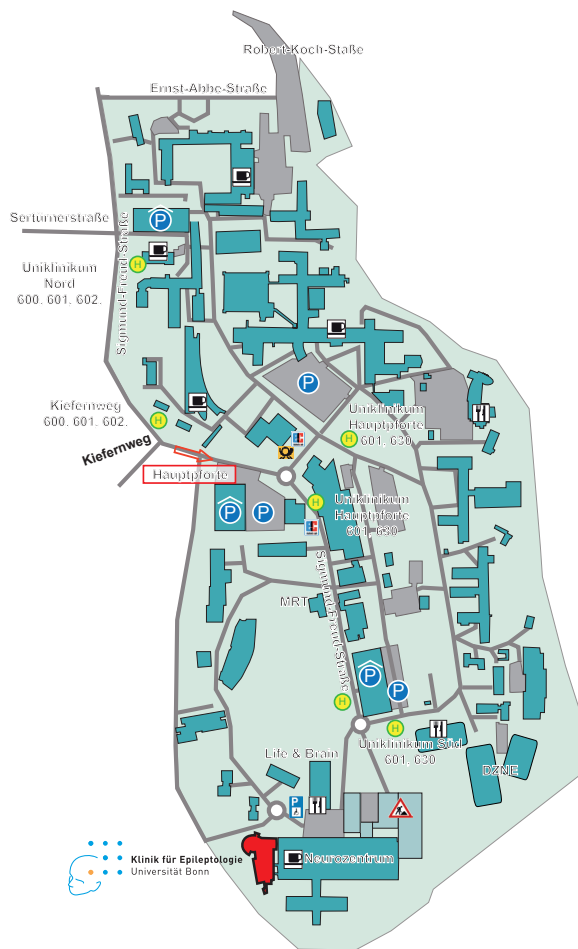 Robert-Koch-Staße
Ernst-Abbe-Straße
Serturnerstraße
P
Sigmund-Freud-Straße
H
Uniklinikum
Nord
600. 601. 602.
P
Kiefernweg
600. 601. 602.
H
Uniklinikum
Hauptpforte
601, 630
H
Kiefernweg
Hauptpforte
P
P
H
Uniklinikum
Hauptpforte
601, 630
Sigmund-Freud-Straße
MRT
P
P
H
H
Uniklinikum Süd
601, 630
DZNE
Life & Brain
P
Neurozentrum
Klinik für Epileptologie
Universität Bonn